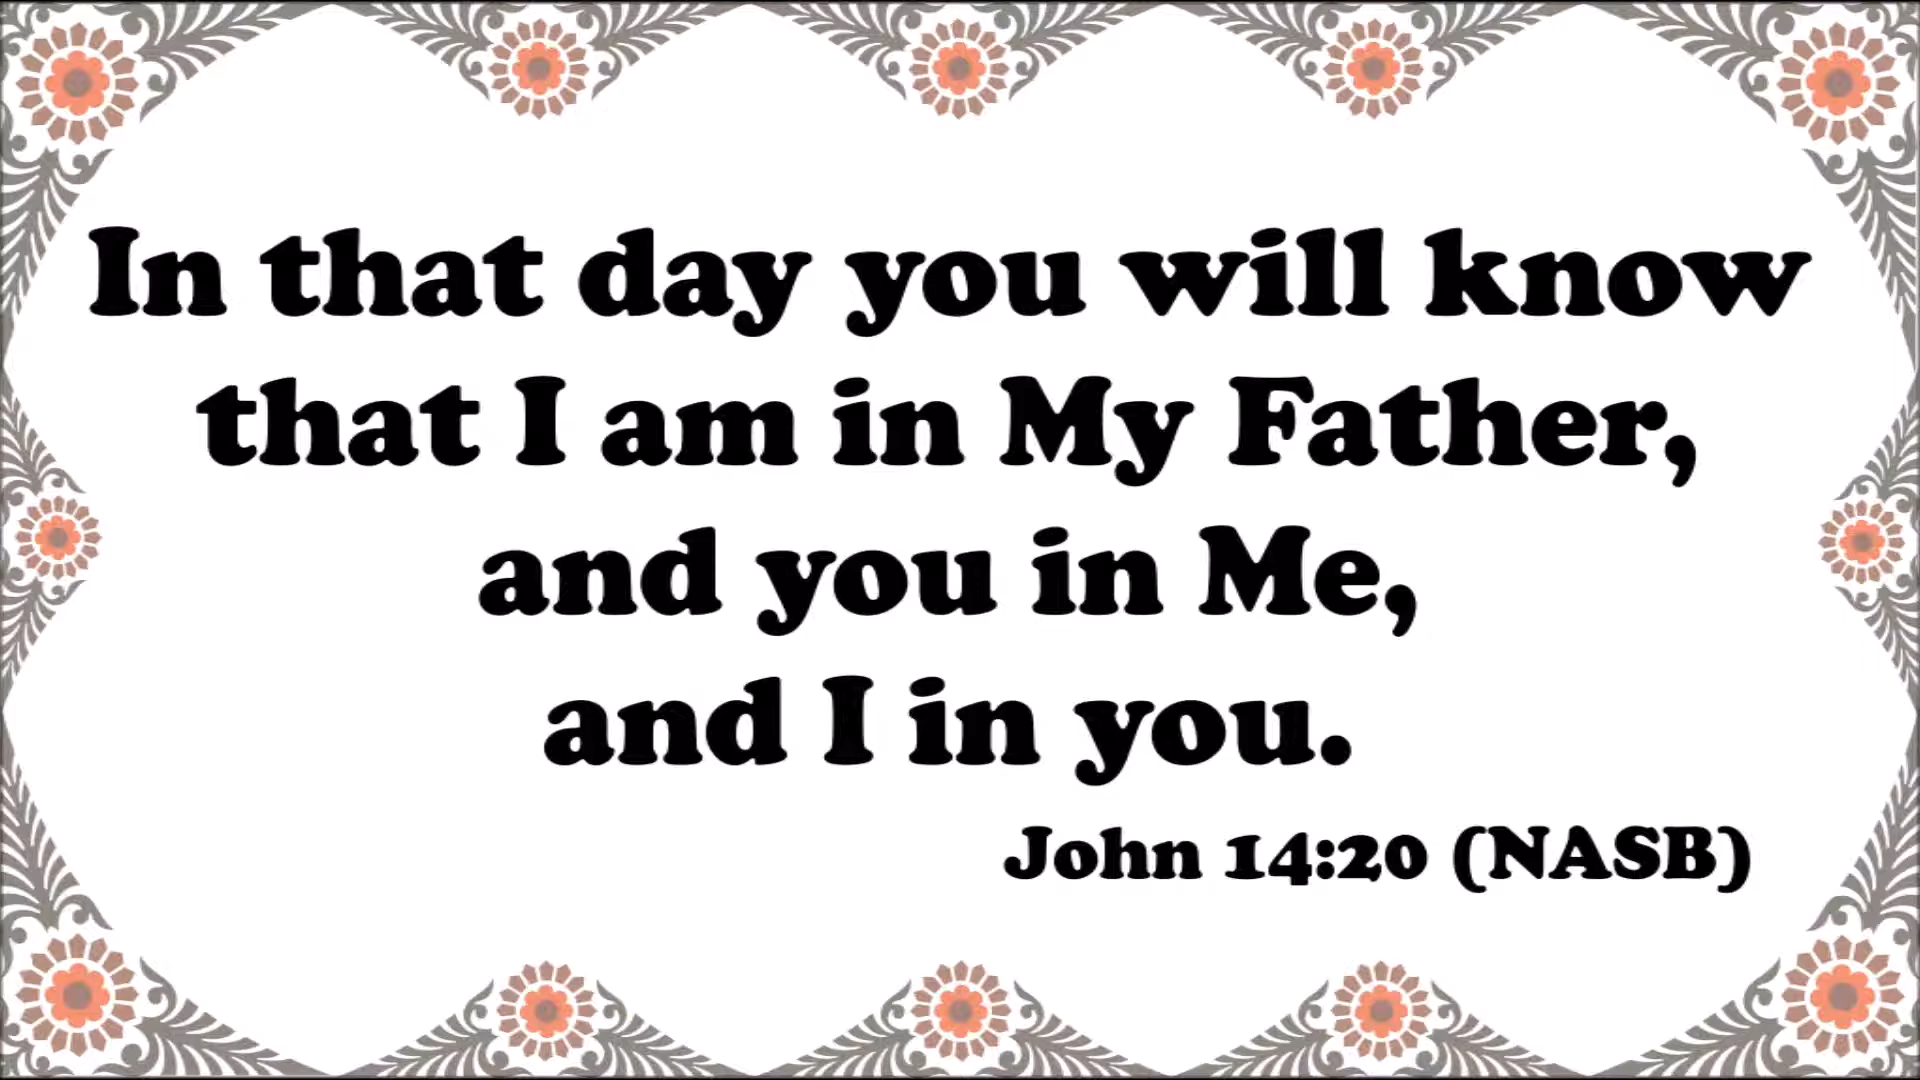 In that day you will know
that I am in My Father,
and you in Me,
and I in you.
John 14:20 (NASB)